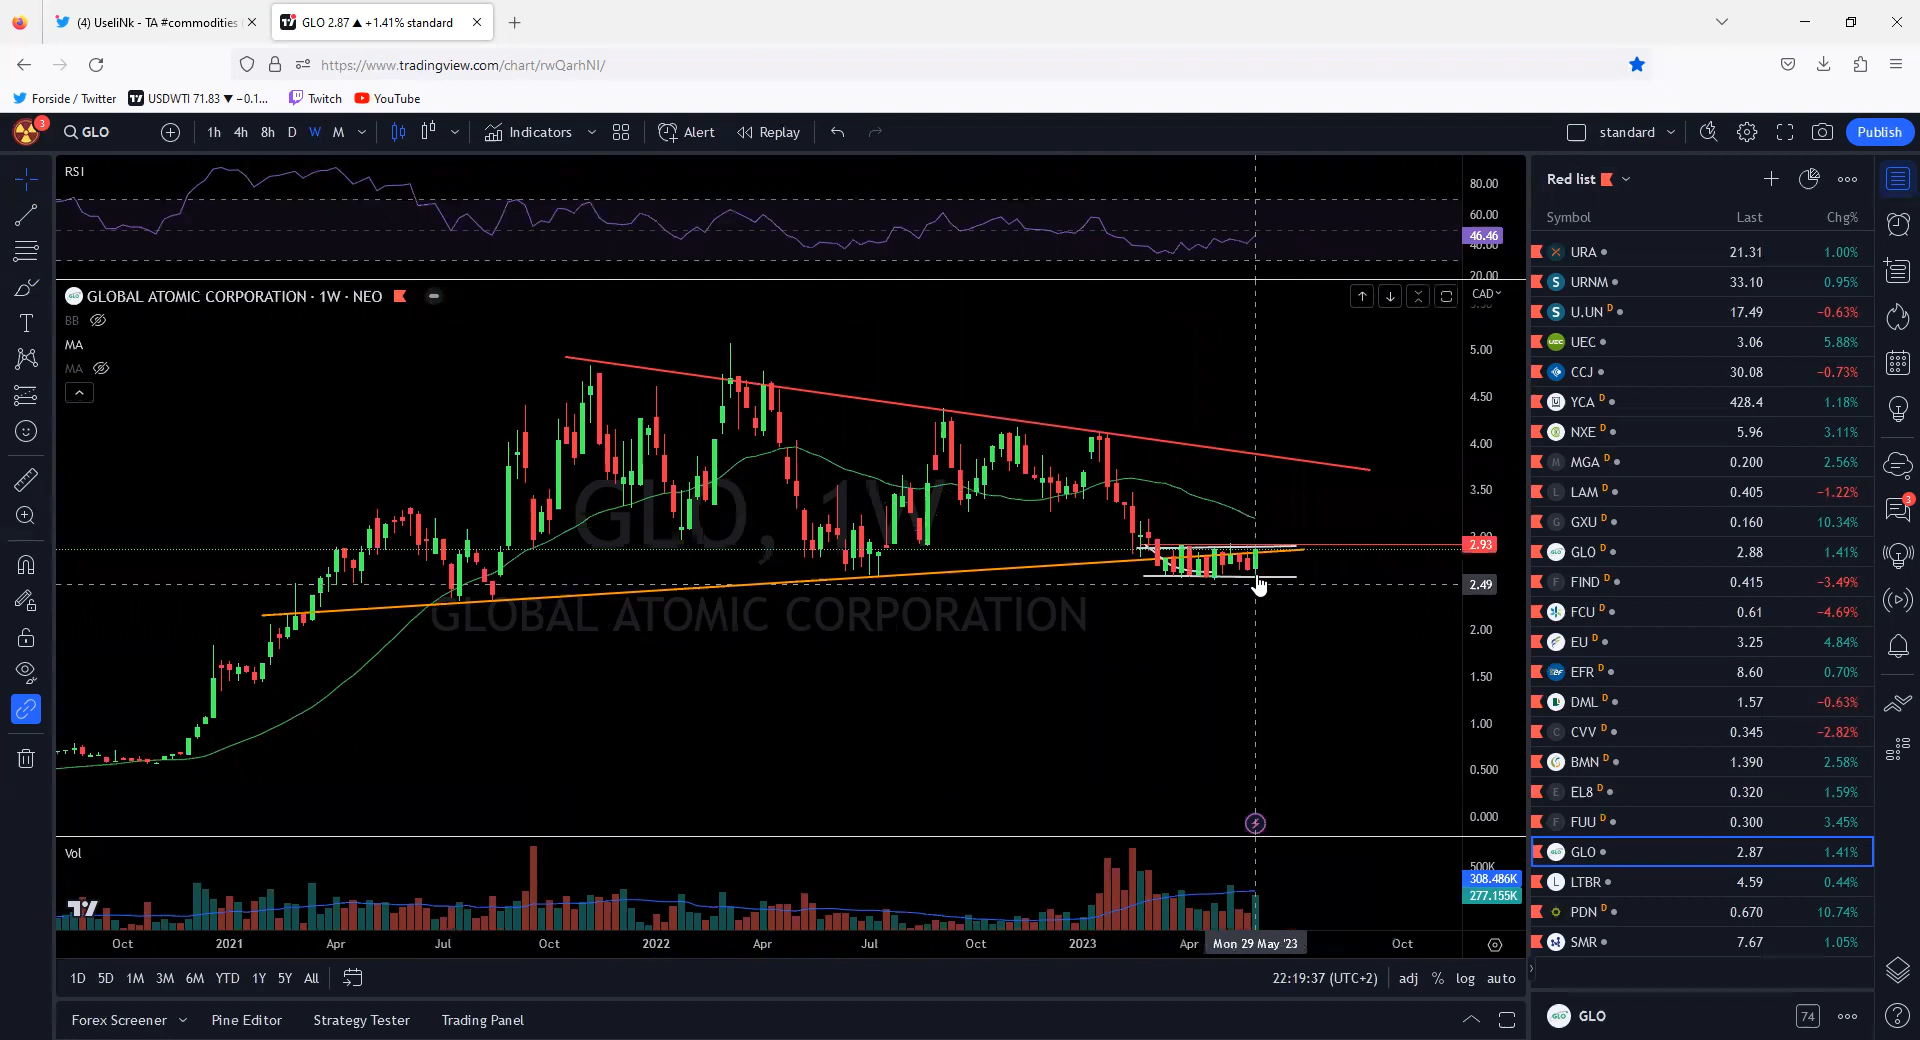 (4) UseliNk - TA #commodities
GLO 2.87 ▲ +1.41% standard
https://www.tradingview.com/chart/rwQarhNI/
Forside / Twitter
USDWTI 71.83 ▼ −0.1...
Twitch
YouTube
3
GLO
1h 4h 8h D W M
Indicators
Alert
Replay
standard
Publish
RSI
80.00
60.00
46.46
40.00
20.00
GLOBAL ATOMIC CORPORATION · 1W · NEO
BB
MA
MA
CAD
5.00
4.50
4.00
3.50
2.93
2.49
2.00
1.50
1.00
0.500
0.000
GLO, 1W
GLOBAL ATOMIC CORPORATION
Vol
500K
308.486K
277.155K
Oct 2021 Apr Jul Oct 2022 Apr Jul Oct 2023 Apr Mon 29 May '23 Oct
1D 5D 1M 3M 6M YTD 1Y 5Y All
22:19:37 (UTC+2)
adj % log auto
Forex Screener
Pine Editor
Strategy Tester
Trading Panel
Red list
Symbol Last Chg%
URA 21.31 1.00%
URNM 33.10 0.95%
U.UN D 17.49 −0.63%
UEC 3.06 5.88%
CCJ 30.08 −0.73%
YCA D 428.4 1.18%
NXE D 5.96 3.11%
MGA D 0.200 2.56%
LAM D 0.405 −1.22%
GXU D 0.160 10.34%
GLO D 2.88 1.41%
FIND D 0.415 −3.49%
FCU D 0.61 −4.69%
EU D 3.25 4.84%
EFR D 8.60 0.70%
DML D 1.57 −0.63%
CVV D 0.345 −2.82%
BMN D 1.390 2.58%
EL8 D 0.320 1.59%
FUU D 0.300 3.45%
GLO 2.87 1.41%
LTBR 4.59 0.44%
PDN D 0.670 10.74%
SMR 7.67 1.05%
3
GLO
74